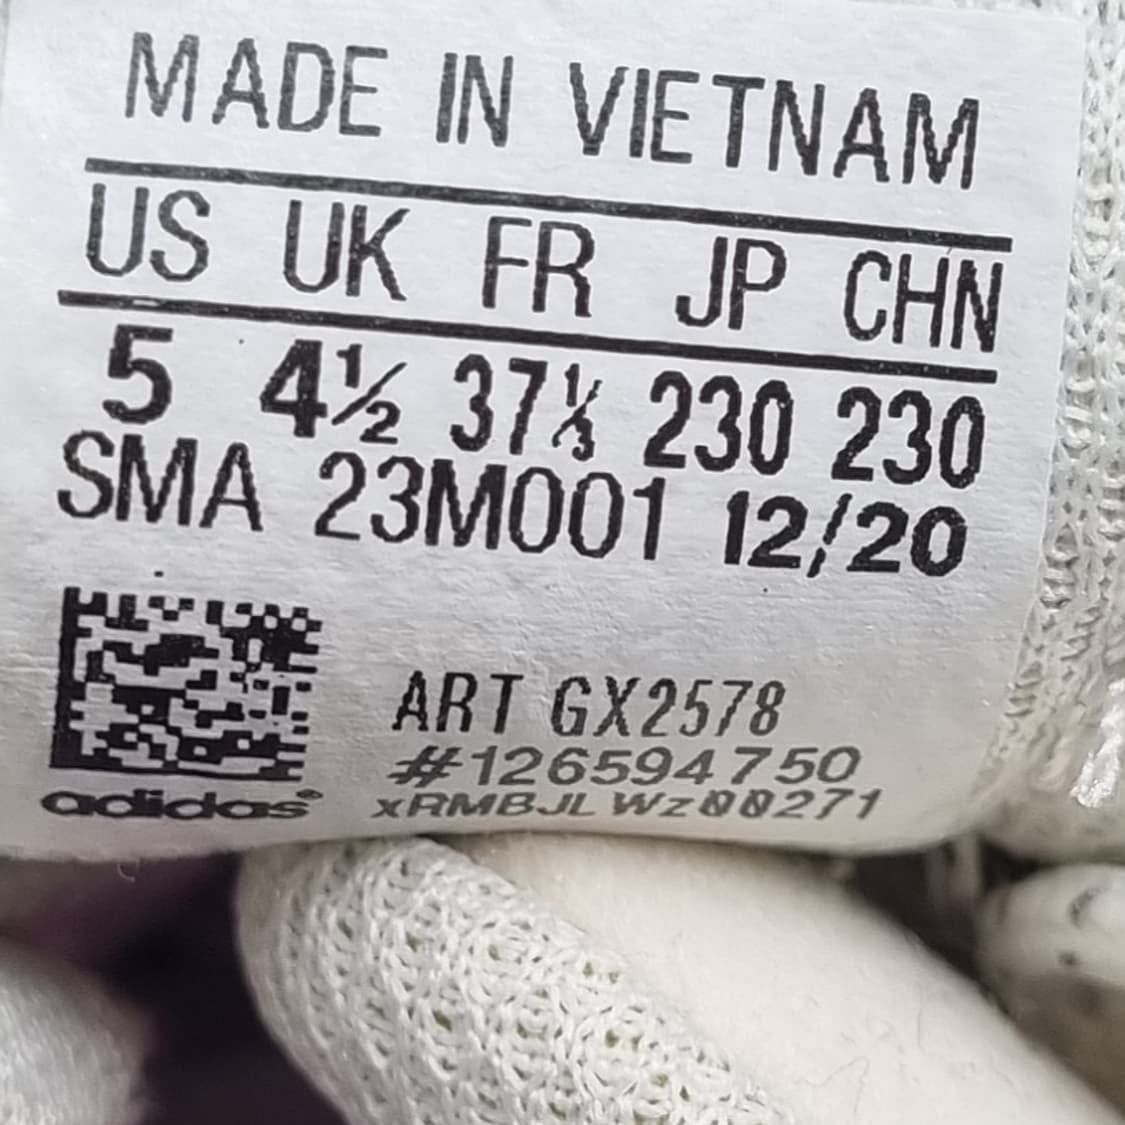 MADE IN VIETNAM
US UK FR JP CHN
5 4½ 37⅓ 230 230
SMA 23M001 12/20
ART GX2578
#126594750
adidas®
xRMBJLWz00271